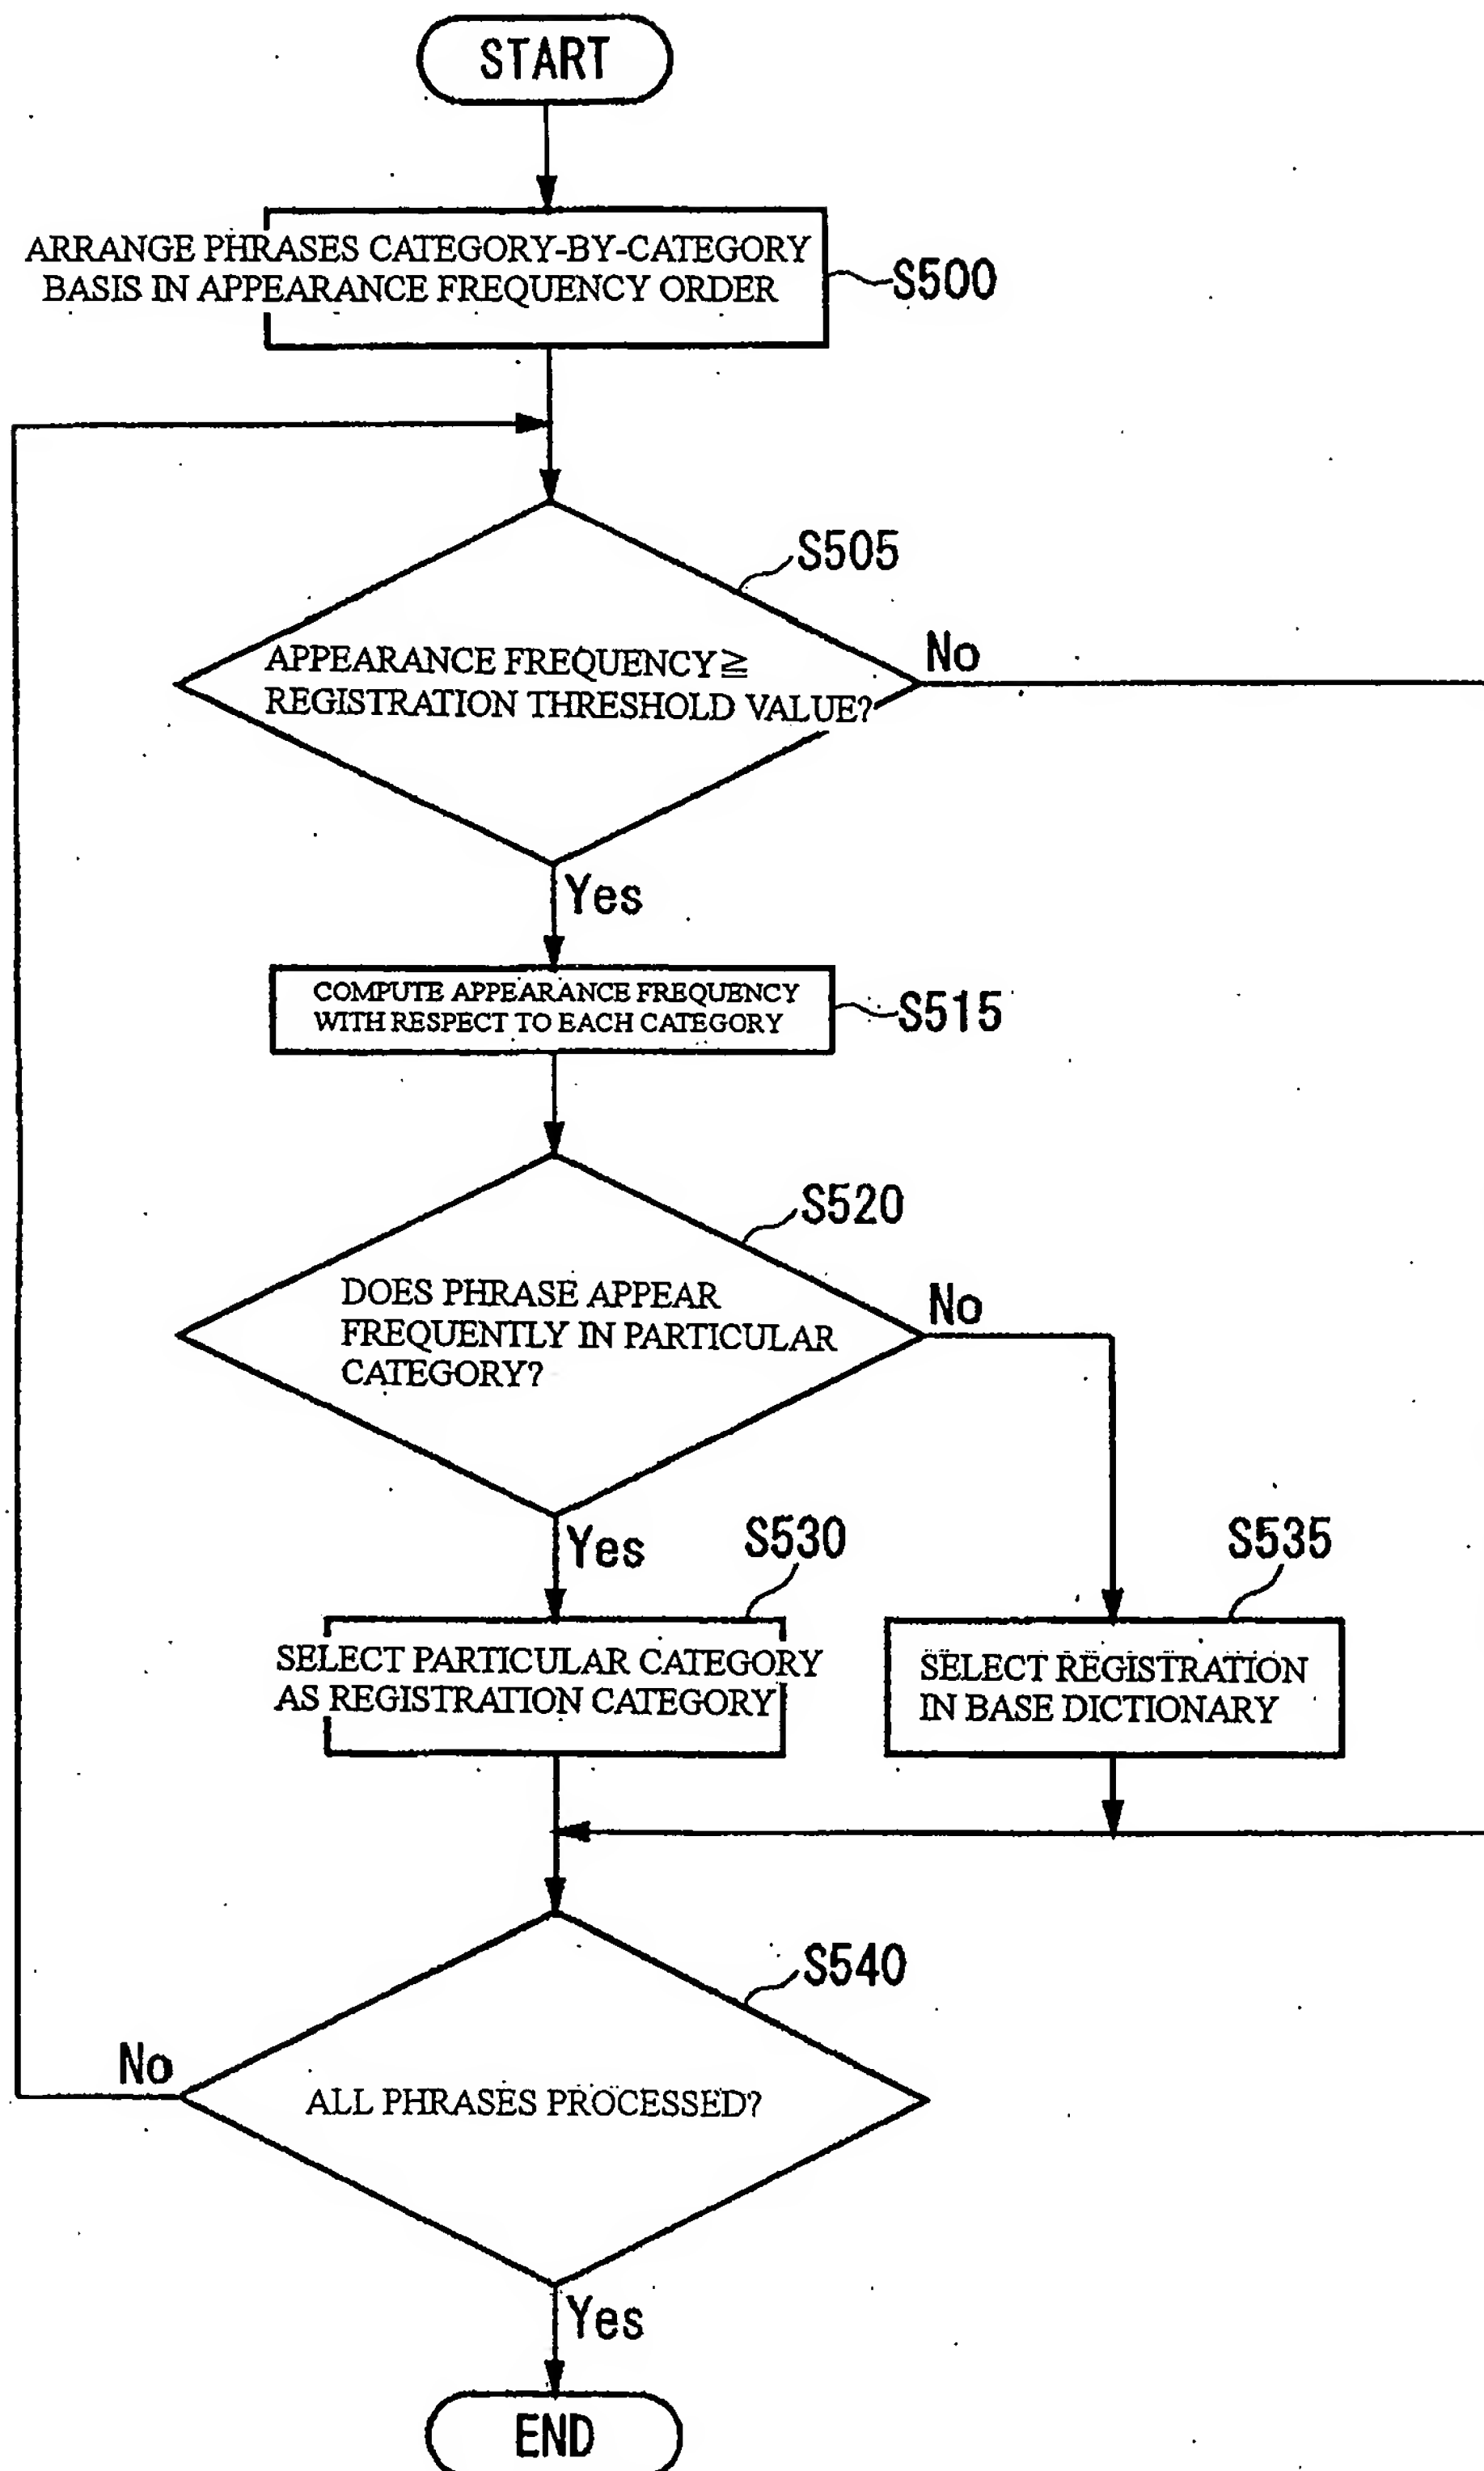 START
ARRANGE PHRASES CATEGORY-BY-CATEGORY
BASIS IN APPEARANCE FREQUENCY ORDER
S500
S505
APPEARANCE FREQUENCY≧
REGISTRATION THRESHOLD VALUE?
No
Yes
COMPUTE APPEARANCE FREQUENCY
WITH RESPECT TO EACH CATEGORY
S515
S520
DOES PHRASE APPEAR
FREQUENTLY IN PARTICULAR
CATEGORY?
No
Yes
S530
S535
SELECT PARTICULAR CATEGORY
AS REGISTRATION CATEGORY
SELECT REGISTRATION
IN BASE DICTIONARY
S540
No
ALL PHRASES PROCESSED?
Yes
END